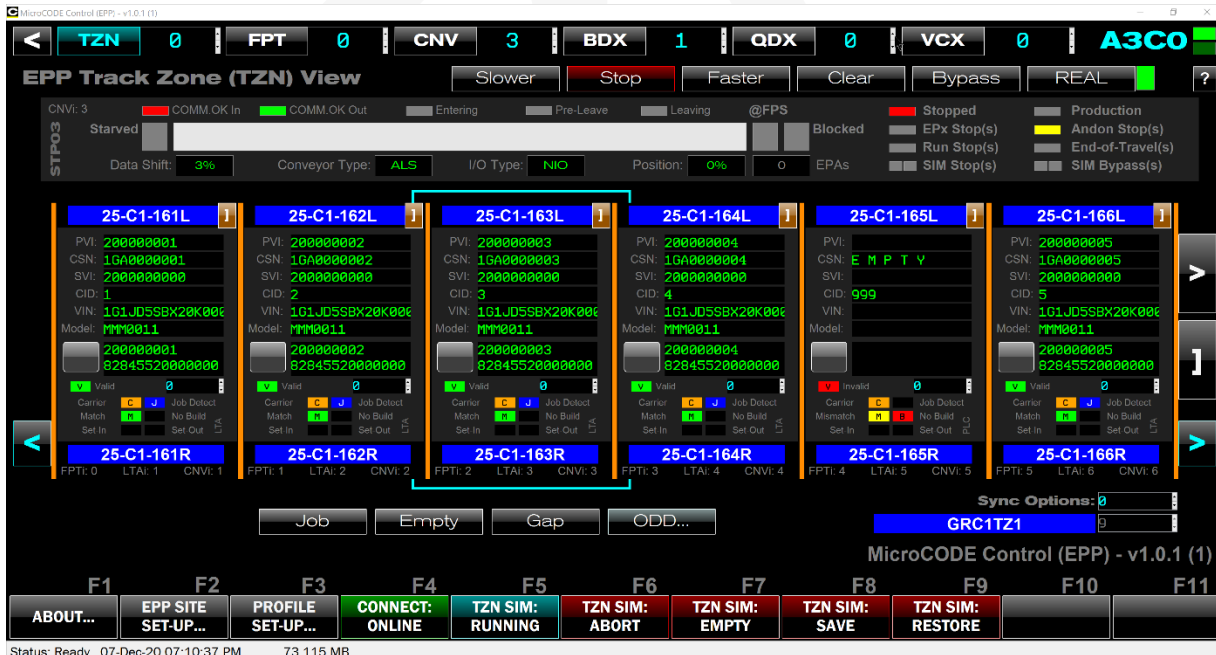 MicroCODE Control (EPP) - v1.0.1 (1)
< TZN 0 FPT 0 CNV 3 BDX 1 QDX 0 VCX 0 A3C0
EPP Track Zone (TZN) View Slower Stop Faster Clear Bypass REAL ?
CNVi: 3 COMM.OK In COMM.OK Out Entering Pre-Leave Leaving @FPS Stopped Production
STP03 Starved Blocked EPx Stop(s) Andon Stop(s)
Run Stop(s) End-of-Travel(s)
Data Shift: 3% Conveyor Type: ALS I/O Type: NIO Position: 0% 0 EPAs SIM Stop(s) SIM Bypass(s)
25-C1-161L ] 25-C1-162L ] 25-C1-163L ] 25-C1-164L ] 25-C1-165L ] 25-C1-166L ]
PVI: 200000001 PVI: 200000002 PVI: 200000003 PVI: 200000004 PVI: PVI: 200000005
CSN: 1GA0000001 CSN: 1GA0000002 CSN: 1GA0000003 CSN: 1GA0000004 CSN: E M P T Y CSN: 1GA0000005
SVI: 2000000000 SVI: 2000000000 SVI: 2000000000 SVI: 2000000000 SVI: SVI: 2000000000
CID: 1 CID: 2 CID: 3 CID: 4 CID: 999 CID: 5
VIN: 1G1JD5SBX20K000 VIN: 1G1JD5SBX20K000 VIN: 1G1JD5SBX20K000 VIN: 1G1JD5SBX20K000 VIN: VIN: 1G1JD5SBX20K000
Model: MMM0011 Model: MMM0011 Model: MMM0011 Model: MMM0011 Model: Model: MMM0011
200000001 200000002 200000003 200000004 200000005
82845520000000 82845520000000 82845520000000 82845520000000 82845520000000
V Valid 0 V Valid 0 V Valid 0 V Valid 0 V Invalid 0 V Valid 0
Carrier C J Job Detect Carrier C J Job Detect Carrier C J Job Detect Carrier C J Job Detect Carrier C Job Detect Carrier C J Job Detect
Match M No Build Match M No Build Match M No Build Match M No Build Mismatch M B No Build Match M No Build
Set In Set Out LTA Set In Set Out LTA Set In Set Out LTA Set In Set Out LTA Set In Set Out PLC Set In Set Out LTA
25-C1-161R 25-C1-162R 25-C1-163R 25-C1-164R 25-C1-165R 25-C1-166R
FPTi: 0 LTAi: 1 CNVi: 1 FPTi: 1 LTAi: 2 CNVi: 2 FPTi: 2 LTAi: 3 CNVi: 3 FPTi: 3 LTAi: 4 CNVi: 4 FPTi: 4 LTAi: 5 CNVi: 5 FPTi: 5 LTAi: 6 CNVi: 6
> ] < >
Sync Options: 0
Job Empty Gap ODD... GRC1TZ1 9
MicroCODE Control (EPP) - v1.0.1 (1)
F1 F2 F3 F4 F5 F6 F7 F8 F9 F10 F11
ABOUT... EPP SITE SET-UP... PROFILE SET-UP... CONNECT: ONLINE TZN SIM: RUNNING TZN SIM: ABORT TZN SIM: EMPTY TZN SIM: SAVE TZN SIM: RESTORE
Status: Ready 07-Dec-20 07:10:37 PM 73.115 MB